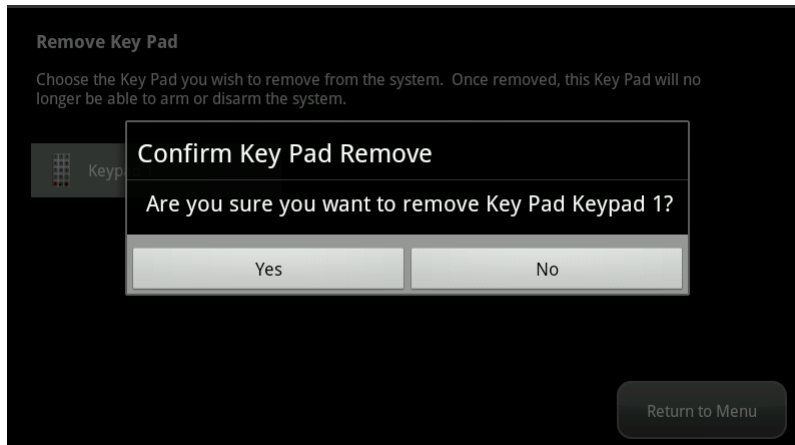 Remove Key Pad
Choose the Key Pad you wish to remove from the system.  Once removed, this Key Pad will no
longer be able to arm or disarm the system.
Confirm Key Pad Remove
Keypad 1
Are you sure you want to remove Key Pad Keypad 1?
Yes
No
Return to Menu